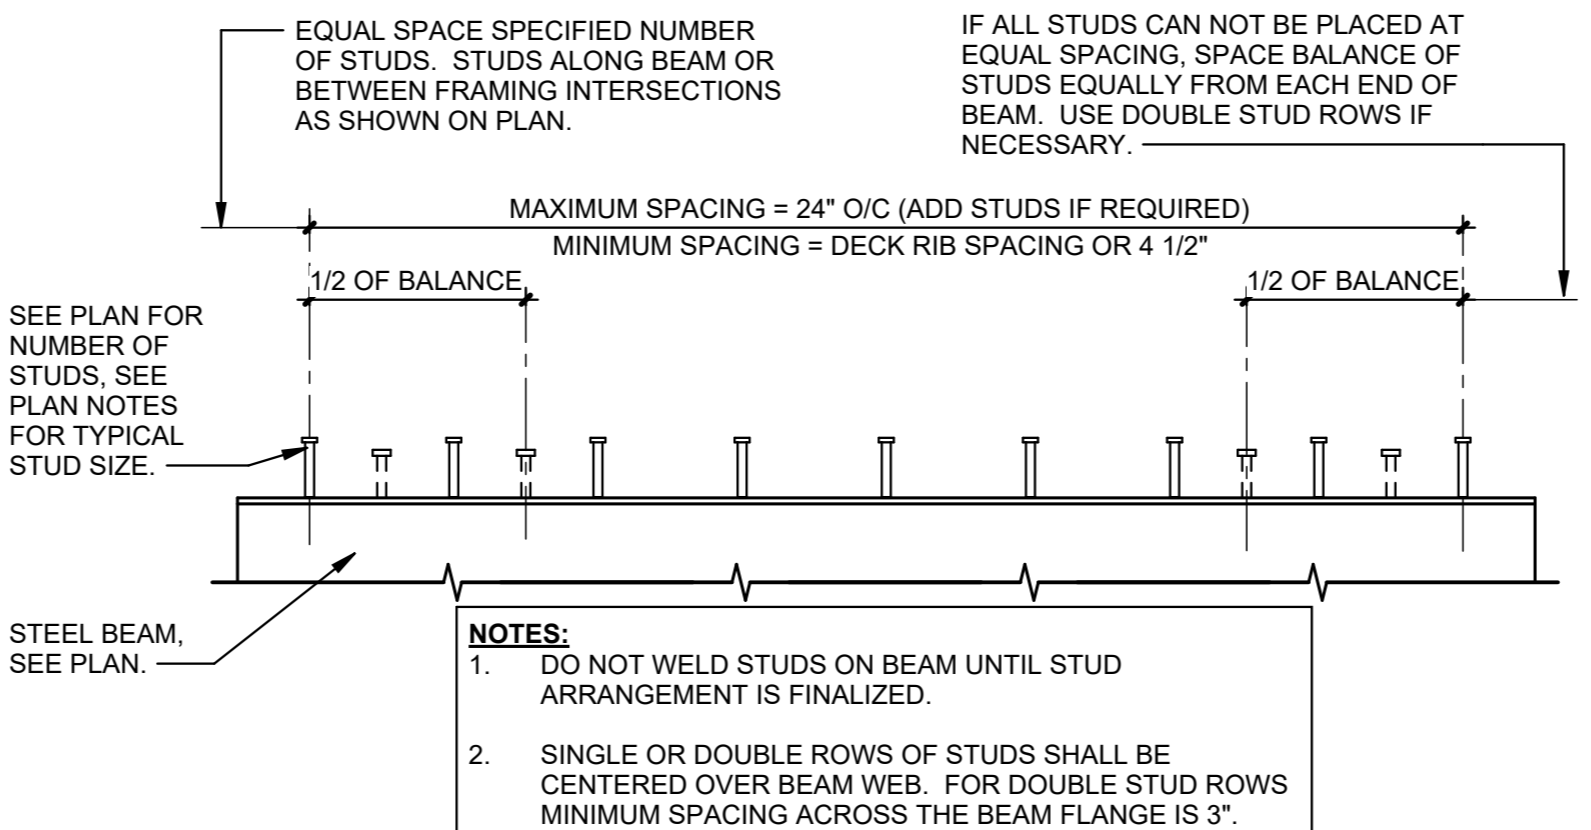 EQUAL SPACE SPECIFIED NUMBER
OF STUDS. STUDS ALONG BEAM OR
BETWEEN FRAMING INTERSECTIONS
AS SHOWN ON PLAN.
IF ALL STUDS CAN NOT BE PLACED AT
EQUAL SPACING, SPACE BALANCE OF
STUDS EQUALLY FROM EACH END OF
BEAM. USE DOUBLE STUD ROWS IF
NECESSARY.
MAXIMUM SPACING = 24" O/C (ADD STUDS IF REQUIRED)
MINIMUM SPACING = DECK RIB SPACING OR 4 1/2"
1/2 OF BALANCE
1/2 OF BALANCE
SEE PLAN FOR
NUMBER OF
STUDS, SEE
PLAN NOTES
FOR TYPICAL
STUD SIZE.
STEEL BEAM,
SEE PLAN.
NOTES:
1. DO NOT WELD STUDS ON BEAM UNTIL STUD
ARRANGEMENT IS FINALIZED.
2. SINGLE OR DOUBLE ROWS OF STUDS SHALL BE
CENTERED OVER BEAM WEB. FOR DOUBLE STUD ROWS
MINIMUM SPACING ACROSS THE BEAM FLANGE IS 3".